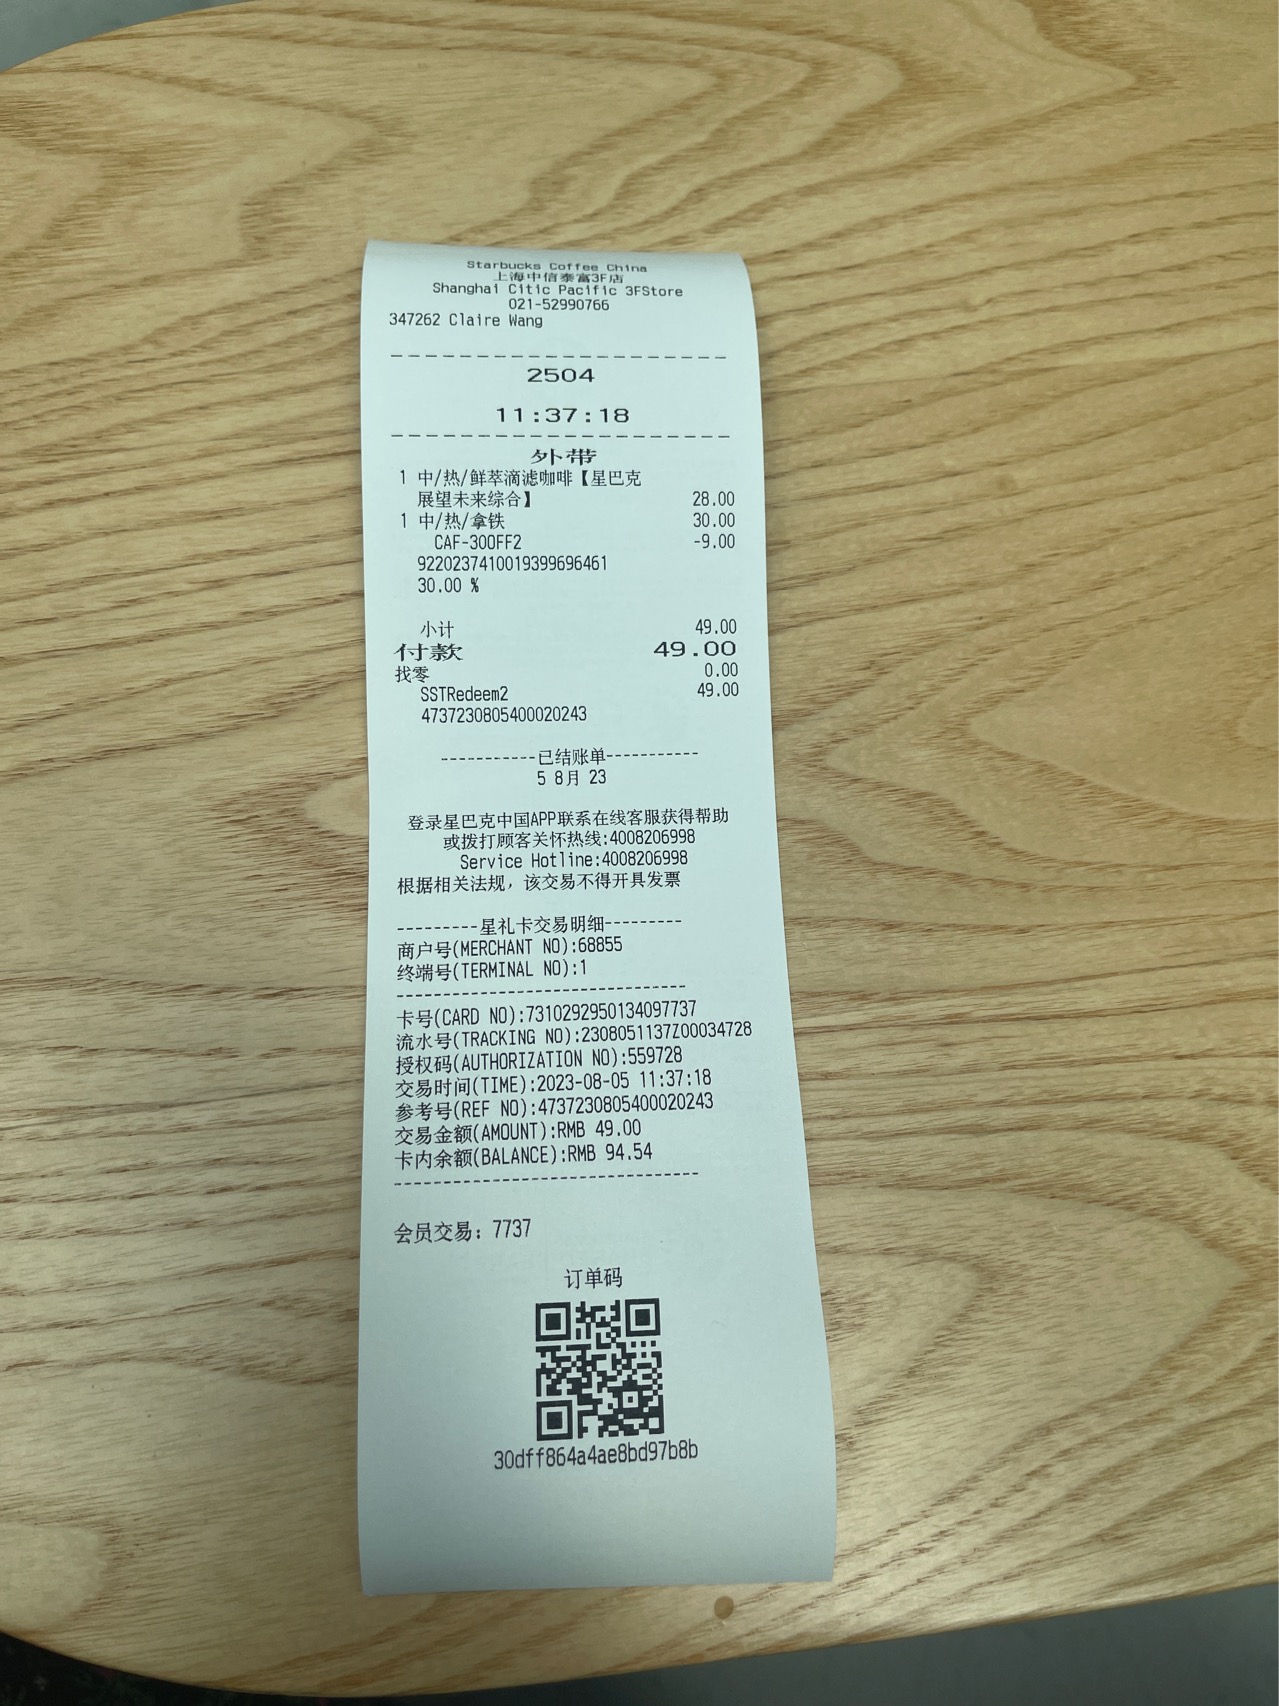 Starbucks Coffee China
上海中信泰富3F店
Shanghai Citic Pacific 3FStore
021-52990766
347262 Claire Wang
2504
11:37:18
外带
1 中/热/鲜萃滴滤咖啡【星巴克
展望未来综合】 28.00
1 中/热/拿铁 30.00
CAF-30OFF2 -9.00
9220237410019399696461
30.00 %
小计 49.00
付款 49.00
找零 0.00
SSTRedeem2 49.00
4737230805400020243
-----------已结账单-----------
5 8月 23
登录星巴克中国APP联系在线客服获得帮助
或拨打顾客关怀热线:4008206998
Service Hotline:4008206998
根据相关法规，该交易不得开具发票
---------星礼卡交易明细---------
商户号(MERCHANT NO):68855
终端号(TERMINAL NO):1
卡号(CARD NO):7310292950134097737
流水号(TRACKING NO):2308051137Z00034728
授权码(AUTHORIZATION NO):559728
交易时间(TIME):2023-08-05 11:37:18
参考号(REF NO):4737230805400020243
交易金额(AMOUNT):RMB 49.00
卡内余额(BALANCE):RMB 94.54
会员交易：7737
订单码
30dff864a4ae8bd97b8b